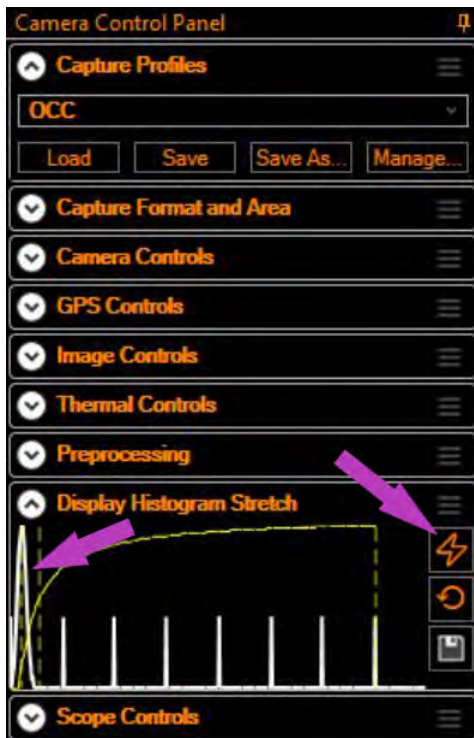 Camera Control Panel
Capture Profiles
OCC
Load Save Save As... Manage...
Capture Format and Area
Camera Controls
GPS Controls
Image Controls
Thermal Controls
Preprocessing
Display Histogram Stretch
Scope Controls